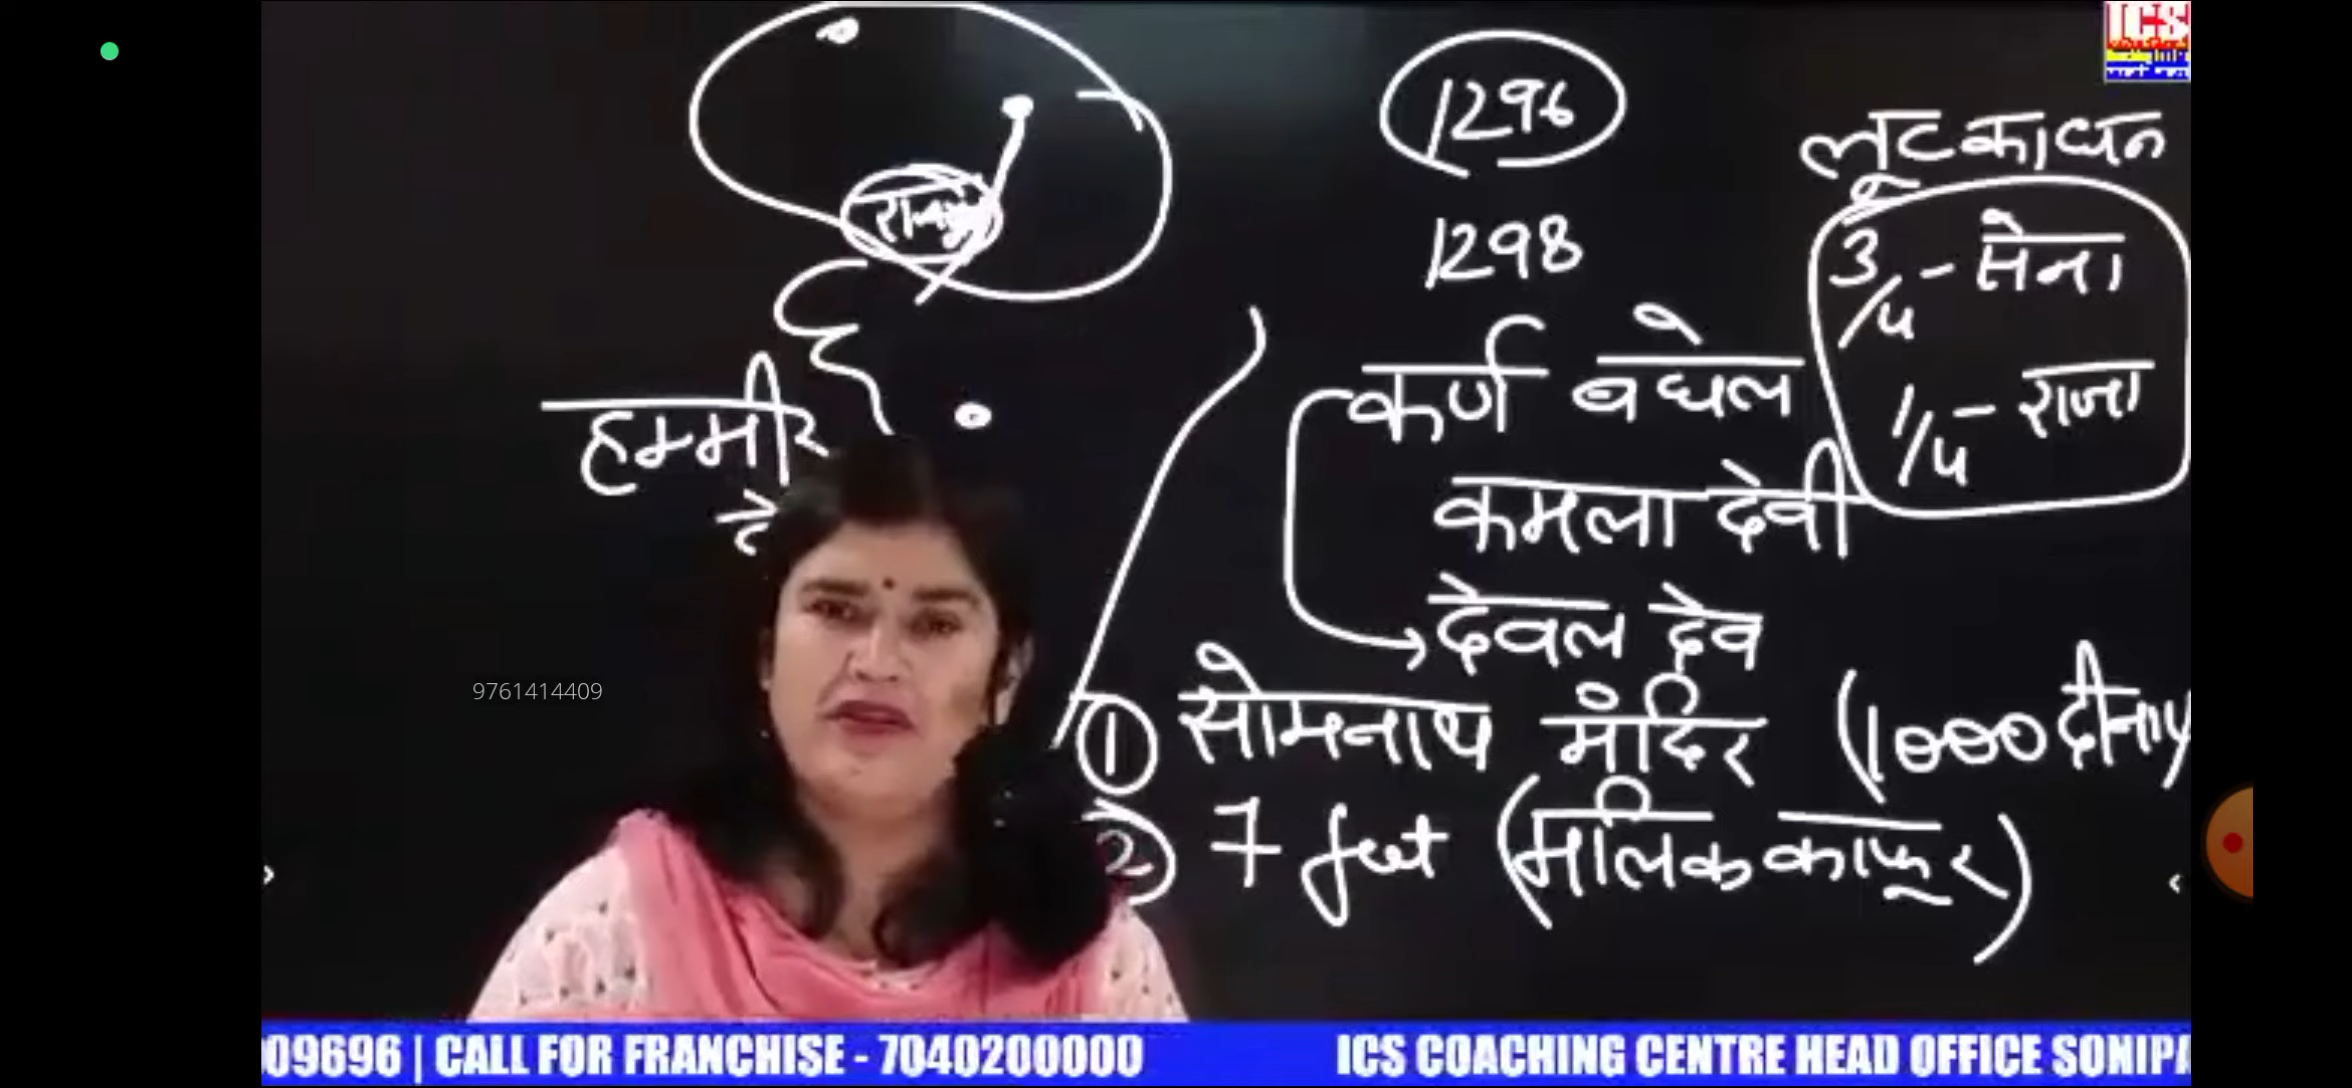 ICS
1296
लूट का धन
1298
3/4 - सेना
1/4 - राजा
कर्ण बघेल
हम्मीर
दे
कमला देवी
देवल देव
① सोमनाथ मंदिर (1000 दीनार
② 7 feet (मलिक काफूर)
9761414409
09696 | CALL FOR FRANCHISE - 7040200000
ICS COACHING CENTRE HEAD OFFICE SONIPA